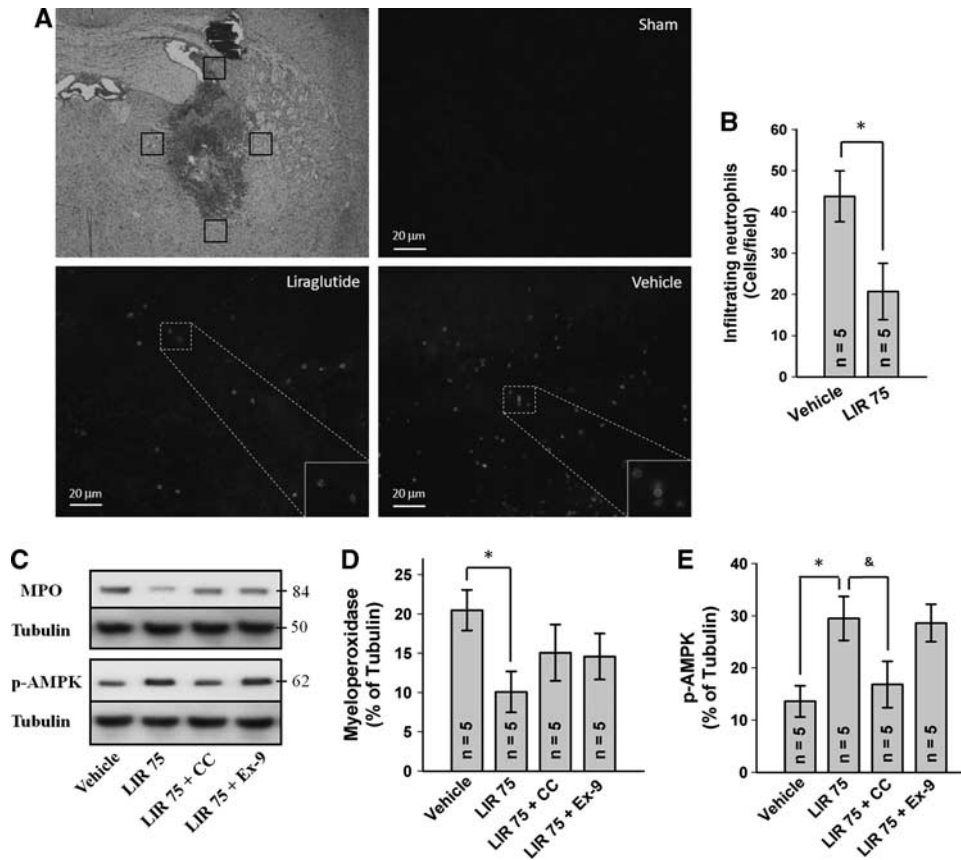 A
Sham
20 µm
Liraglutide
20 µm
Vehicle
20 µm
B
Infiltrating neutrophils
(Cells/field)
60
50
40
30
20
10
0
*
n = 5
n = 5
Vehicle
LIR 75
C
MPO
84
Tubulin
50
p-AMPK
62
Tubulin
Vehicle
LIR 75
LIR 75 + CC
LIR 75 + Ex-9
D
Myeloperoxidase
(% of Tubulin)
25
20
15
10
5
0
*
n = 5
n = 5
n = 5
n = 5
Vehicle
LIR 75
LIR 75 + CC
LIR 75 + Ex-9
E
p-AMPK
(% of Tubulin)
40
30
20
10
0
*
&
n = 5
n = 5
n = 5
n = 5
Vehicle
LIR 75
LIR 75 + CC
LIR 75 + Ex-9